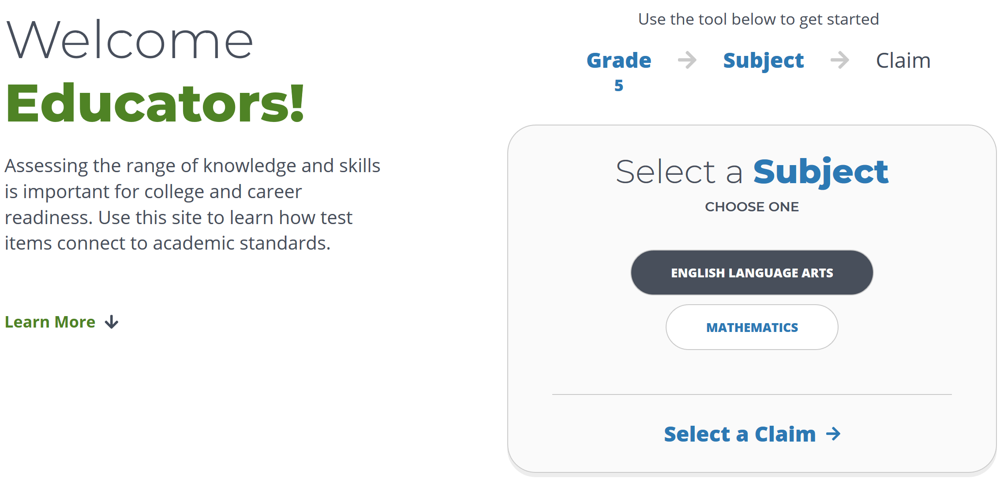 Welcome
Educators!
Assessing the range of knowledge and skills
is important for college and career
readiness. Use this site to learn how test
items connect to academic standards.
Learn More
Use the tool below to get started
Grade Subject Claim
5
Select a Subject
CHOOSE ONE
ENGLISH LANGUAGE ARTS
MATHEMATICS
Select a Claim